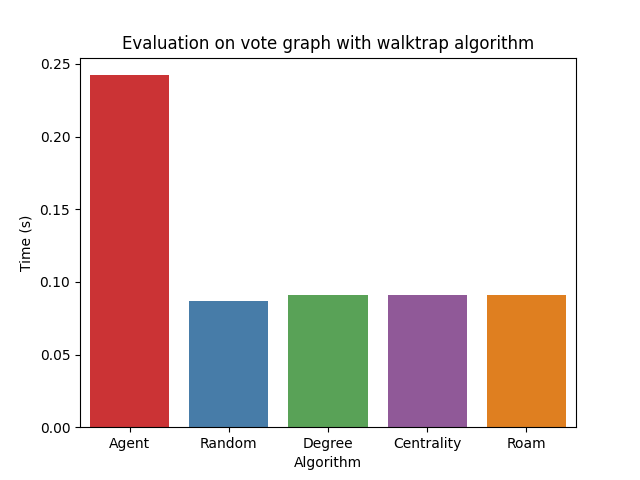 Evaluation on vote graph with walktrap algorithm
0.25
0.20
0.15
0.10
0.05
0.00
Time (s)
Agent Random Degree Centrality Roam
Algorithm